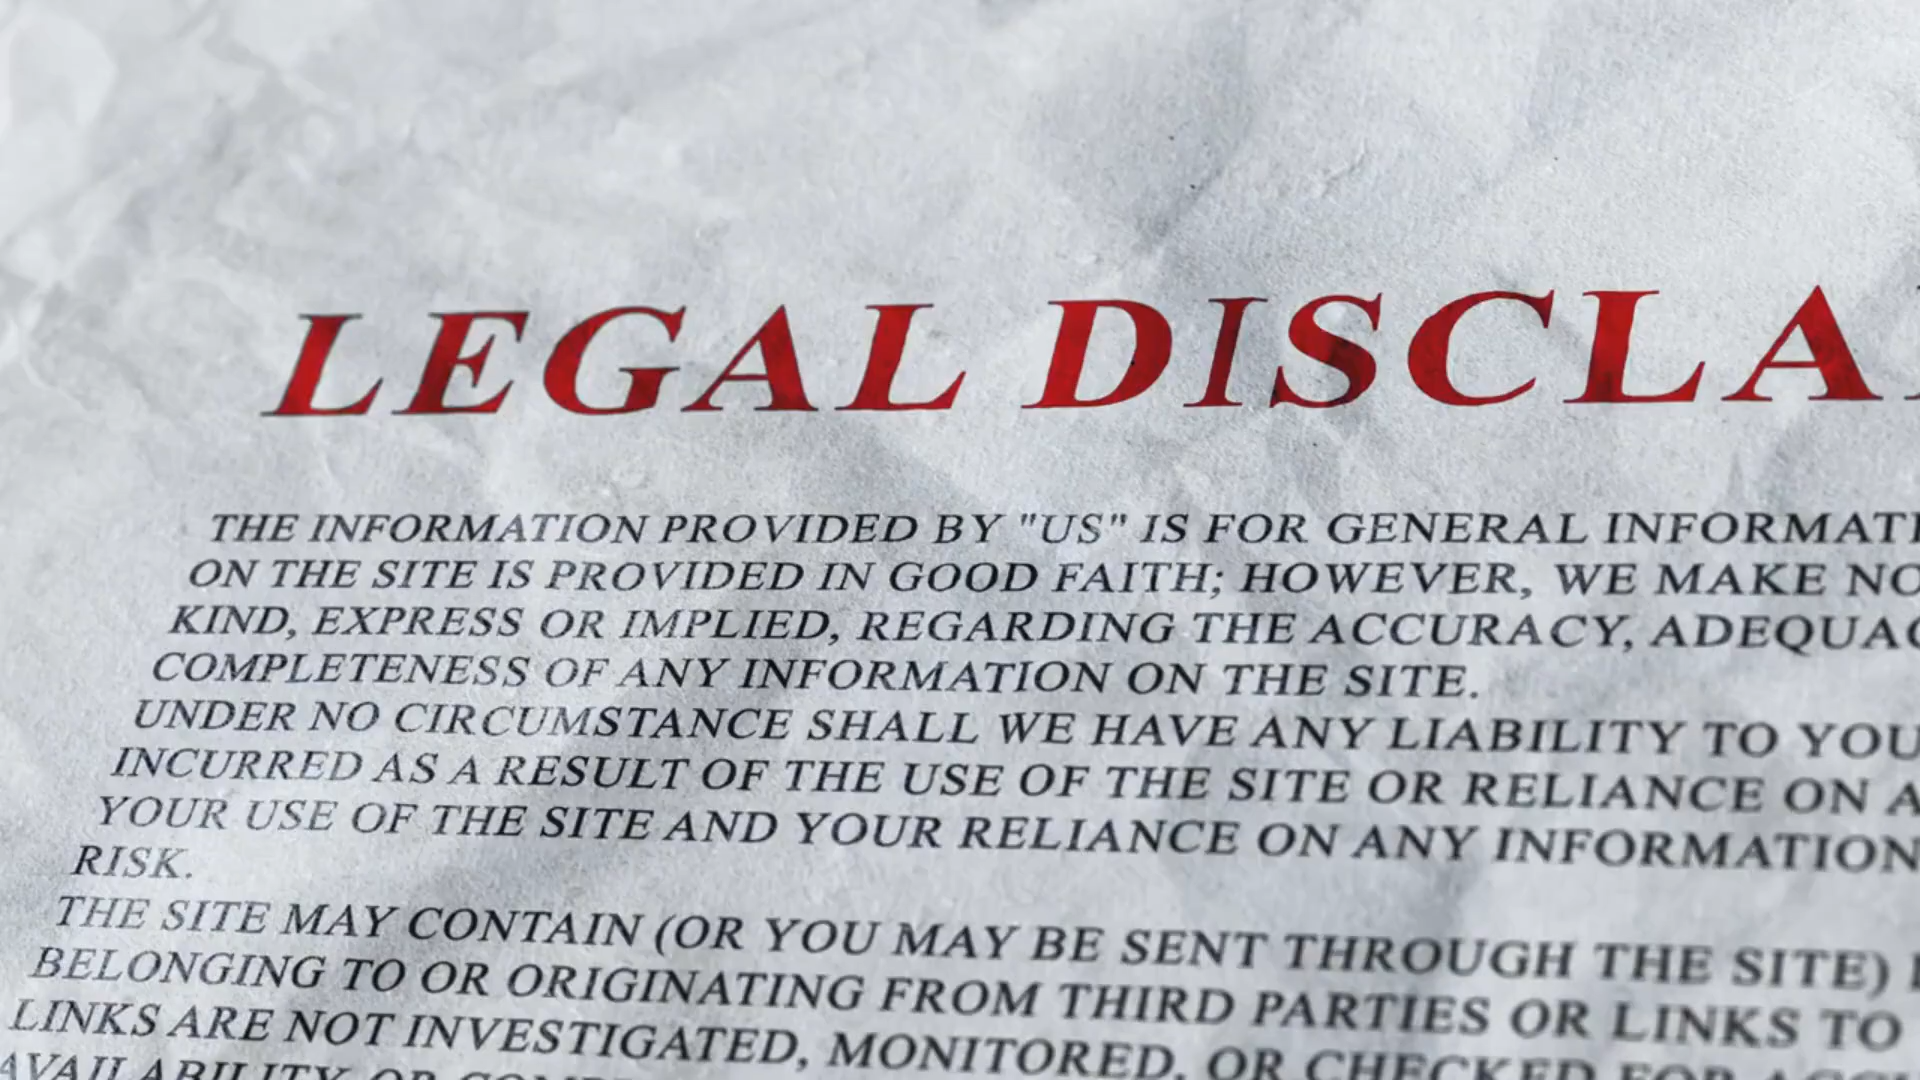 LEGAL DISCLA
THE INFORMATION PROVIDED BY "US" IS FOR GENERAL INFORMATI
ON THE SITE IS PROVIDED IN GOOD FAITH; HOWEVER, WE MAKE NO
KIND, EXPRESS OR IMPLIED, REGARDING THE ACCURACY, ADEQUAC
COMPLETENESS OF ANY INFORMATION ON THE SITE.
UNDER NO CIRCUMSTANCE SHALL WE HAVE ANY LIABILITY TO YOU
INCURRED AS A RESULT OF THE USE OF THE SITE OR RELIANCE ON A
YOUR USE OF THE SITE AND YOUR RELIANCE ON ANY INFORMATION
RISK.
THE SITE MAY CONTAIN (OR YOU MAY BE SENT THROUGH THE SITE)
BELONGING TO OR ORIGINATING FROM THIRD PARTIES OR LINKS TO
LINKS ARE NOT INVESTIGATED, MONITORED, OR CHECKED FOR
AVAILABILITY OR